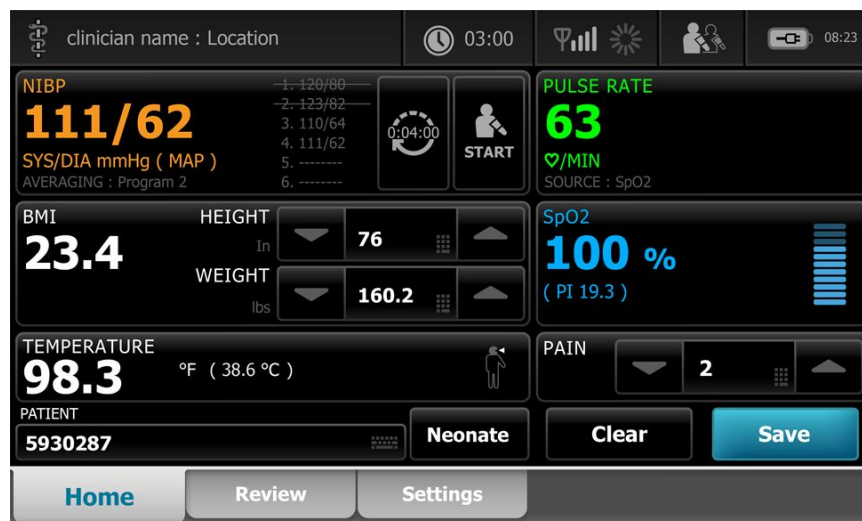 clinician name : Location
03:00
08:23
NIBP
111/62
SYS/DIA mmHg ( MAP )
AVERAGING : Program 2
1. 120/80
2. 123/82
3. 110/64
4. 111/62
5. --------
6. --------
0:04:00
START
PULSE RATE
63
♡/MIN
SOURCE : SpO2
BMI
23.4
HEIGHT
In
76
WEIGHT
lbs
160.2
SpO2
100 %
( PI 19.3 )
TEMPERATURE
98.3 °F ( 38.6 °C )
PAIN
2
PATIENT
5930287
Neonate
Clear
Save
Home
Review
Settings